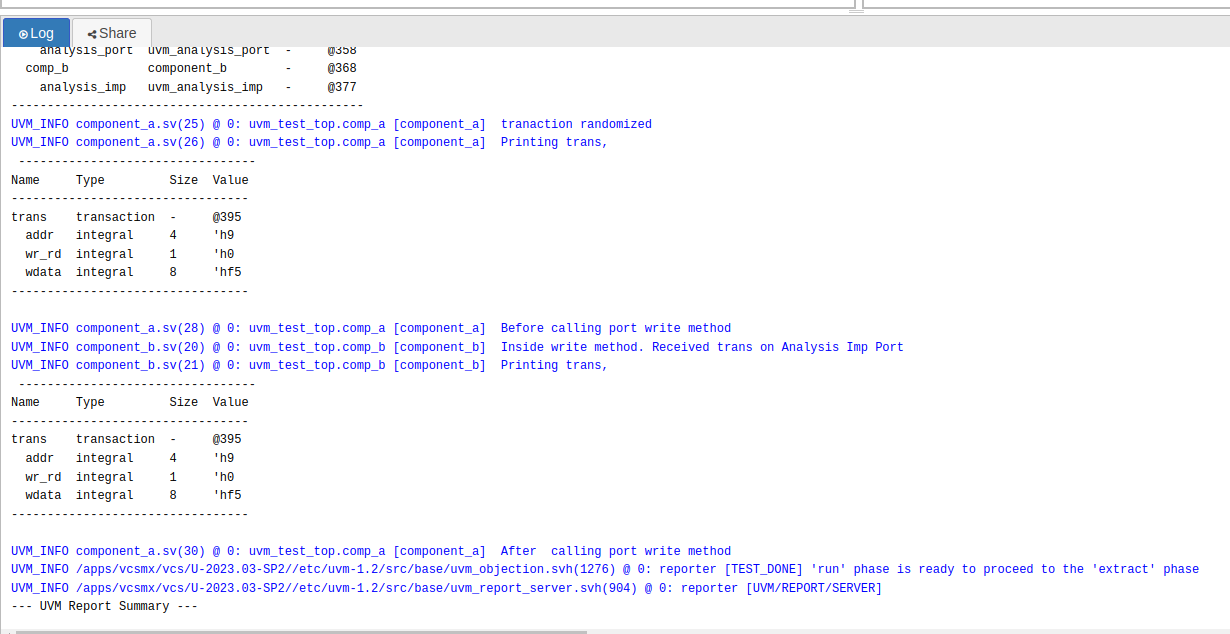 Log
Share
analysis_port  uvm_analysis_port  -     @358
comp_b           component_b        -     @368
analysis_imp   uvm_analysis_imp   -     @377
-------------------------------------------------
UVM_INFO component_a.sv(25) @ 0: uvm_test_top.comp_a [component_a]  tranaction randomized
UVM_INFO component_a.sv(26) @ 0: uvm_test_top.comp_a [component_a]  Printing trans,
---------------------------------
Name     Type         Size  Value
---------------------------------
trans    transaction  -     @395
addr   integral     4     'h9
wr_rd  integral     1     'h0
wdata  integral     8     'hf5
---------------------------------
UVM_INFO component_a.sv(28) @ 0: uvm_test_top.comp_a [component_a]  Before calling port write method
UVM_INFO component_b.sv(20) @ 0: uvm_test_top.comp_b [component_b]  Inside write method. Received trans on Analysis Imp Port
UVM_INFO component_b.sv(21) @ 0: uvm_test_top.comp_b [component_b]  Printing trans,
---------------------------------
Name     Type         Size  Value
---------------------------------
trans    transaction  -     @395
addr   integral     4     'h9
wr_rd  integral     1     'h0
wdata  integral     8     'hf5
---------------------------------
UVM_INFO component_a.sv(30) @ 0: uvm_test_top.comp_a [component_a]  After  calling port write method
UVM_INFO /apps/vcsmx/vcs/U-2023.03-SP2//etc/uvm-1.2/src/base/uvm_objection.svh(1276) @ 0: reporter [TEST_DONE] 'run' phase is ready to proceed to the 'extract' phase
UVM_INFO /apps/vcsmx/vcs/U-2023.03-SP2//etc/uvm-1.2/src/base/uvm_report_server.svh(904) @ 0: reporter [UVM/REPORT/SERVER]
--- UVM Report Summary ---